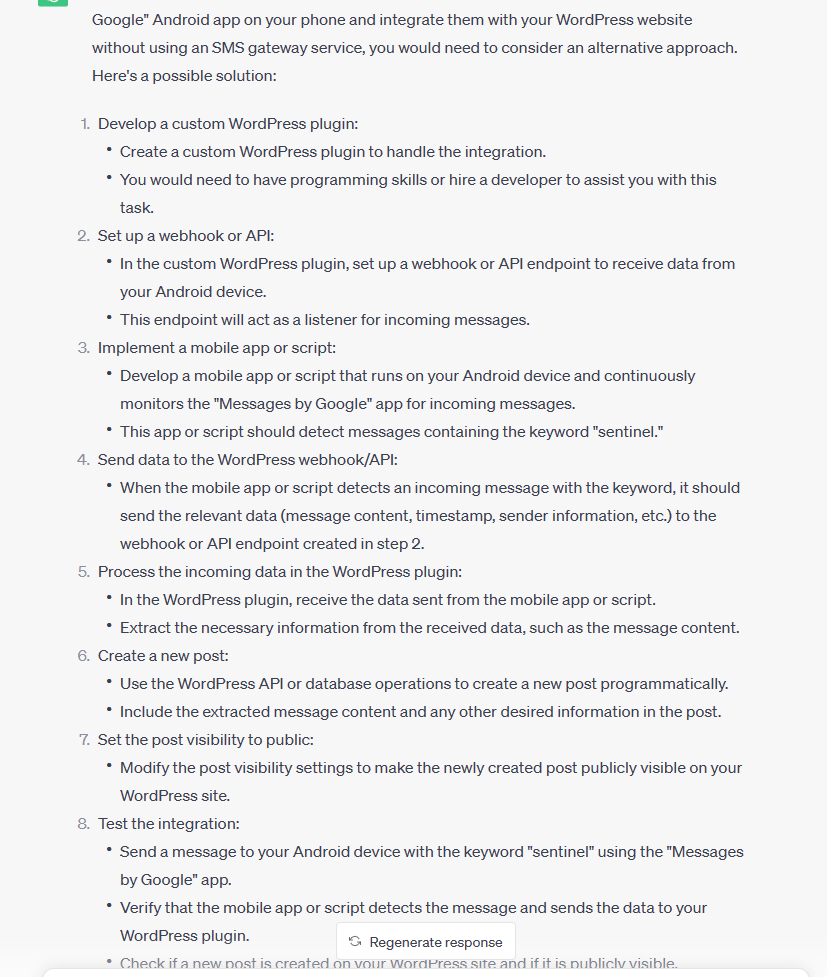 Google" Android app on your phone and integrate them with your WordPress website
without using an SMS gateway service, you would need to consider an alternative approach.
Here's a possible solution:
1. Develop a custom WordPress plugin:
• Create a custom WordPress plugin to handle the integration.
• You would need to have programming skills or hire a developer to assist you with this
task.
2. Set up a webhook or API:
• In the custom WordPress plugin, set up a webhook or API endpoint to receive data from
your Android device.
• This endpoint will act as a listener for incoming messages.
3. Implement a mobile app or script:
• Develop a mobile app or script that runs on your Android device and continuously
monitors the "Messages by Google" app for incoming messages.
• This app or script should detect messages containing the keyword "sentinel."
4. Send data to the WordPress webhook/API:
• When the mobile app or script detects an incoming message with the keyword, it should
send the relevant data (message content, timestamp, sender information, etc.) to the
webhook or API endpoint created in step 2.
5. Process the incoming data in the WordPress plugin:
• In the WordPress plugin, receive the data sent from the mobile app or script.
• Extract the necessary information from the received data, such as the message content.
6. Create a new post:
• Use the WordPress API or database operations to create a new post programmatically.
• Include the extracted message content and any other desired information in the post.
7. Set the post visibility to public:
• Modify the post visibility settings to make the newly created post publicly visible on your
WordPress site.
8. Test the integration:
• Send a message to your Android device with the keyword "sentinel" using the "Messages
by Google" app.
• Verify that the mobile app or script detects the message and sends the data to your
WordPress plugin.
Regenerate response
• Check if a new post is created on your WordPress site and if it is publicly visible.